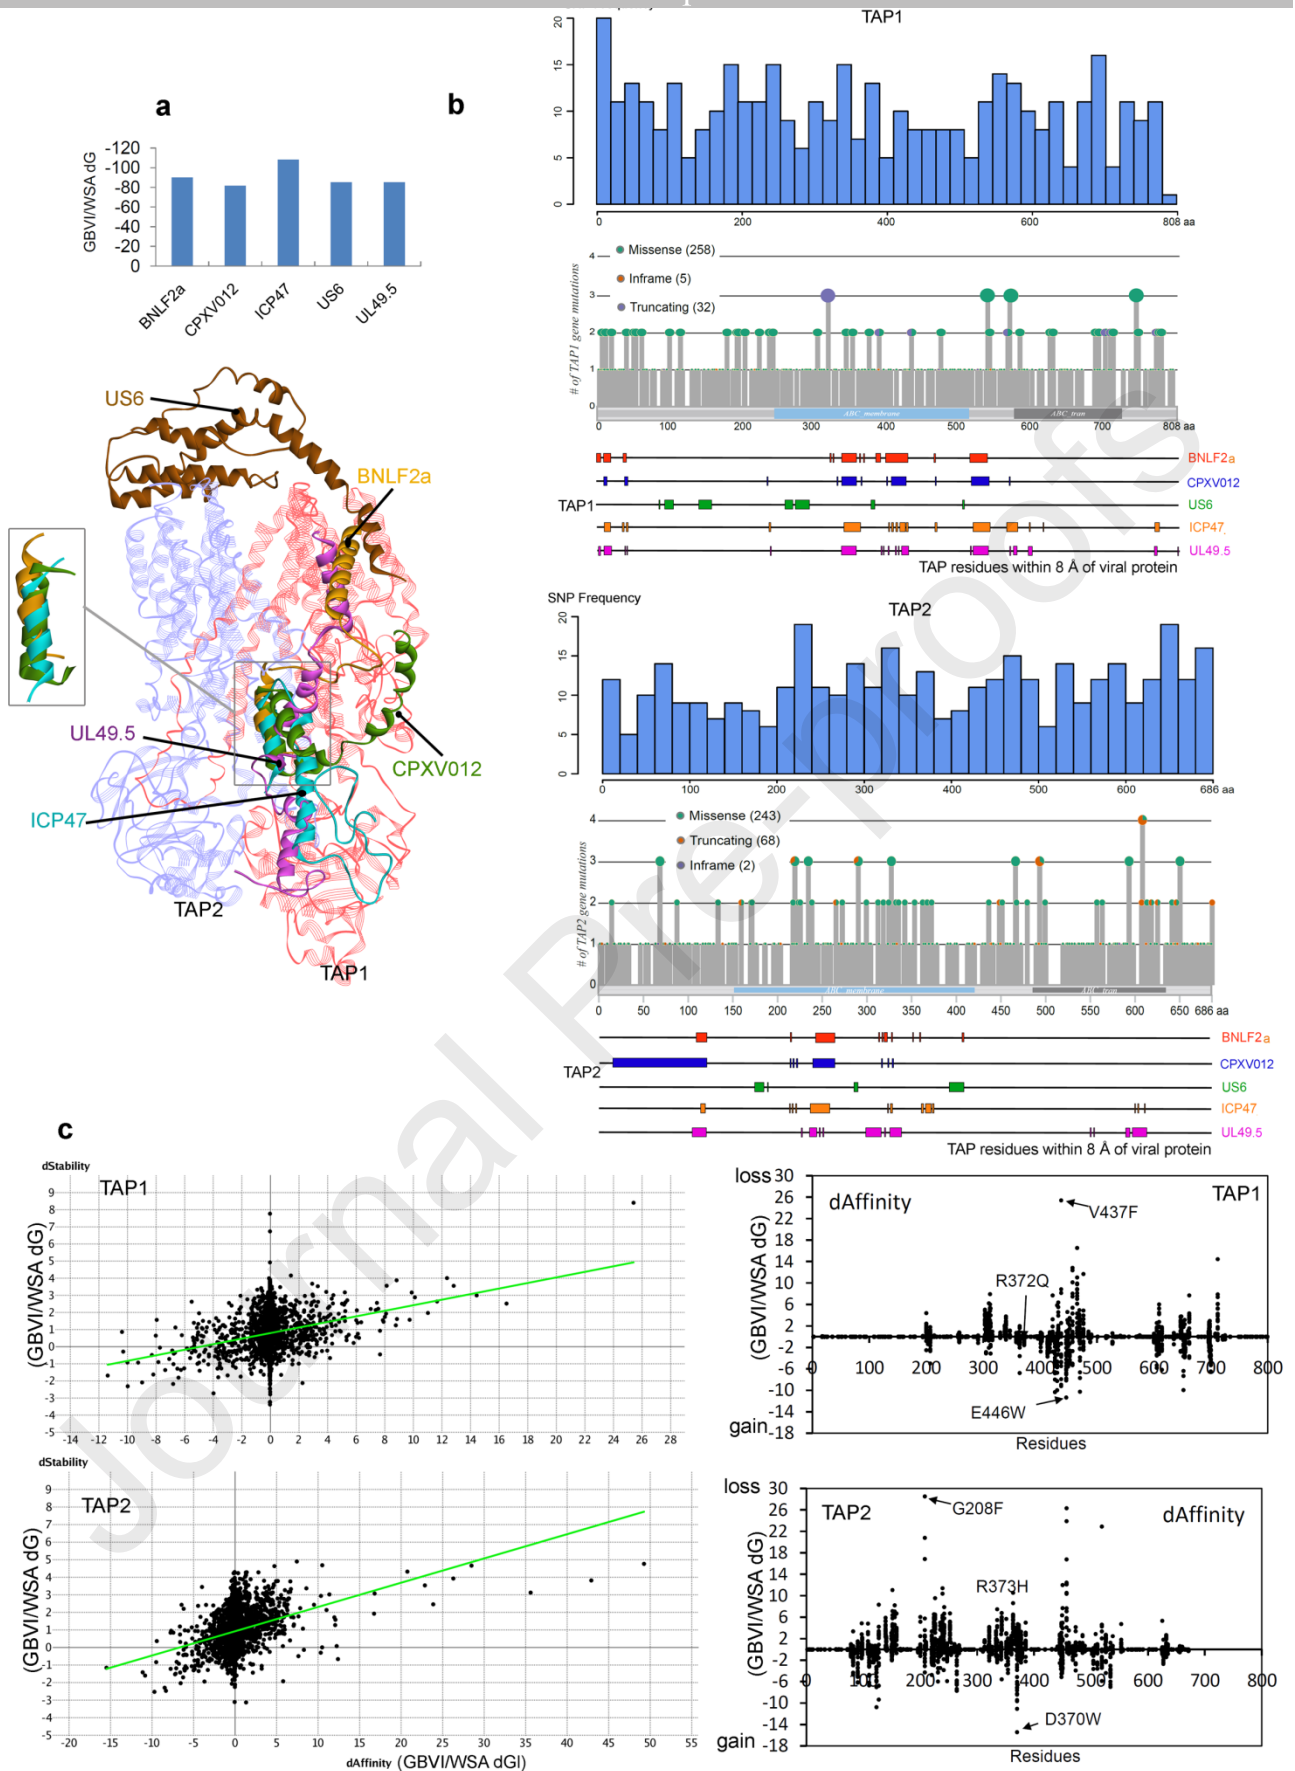 a
b
TAP1
GBVI/WSA dG
-120
-100
-80
-60
-40
-20
0
BNLF2a
CPXV012
ICP47
US6
UL49.5
20
15
10
5
0
0
200
400
600
808 aa
# of TAP1 gene mutations
4
3
2
1
0
Missense (258)
Inframe (5)
Truncating (32)
ABC_membrane
ABC_tran
0
100
200
300
400
500
600
700
808 aa
TAP1
BNLF2a
CPXV012
US6
ICP47
UL49.5
TAP residues within 8 Å of viral protein
US6
BNLF2a
UL49.5
CPXV012
ICP47
TAP2
TAP1
SNP Frequency
TAP2
20
15
10
5
0
0
100
200
300
400
500
600
686 aa
# of TAP2 gene mutations
4
3
2
1
0
Missense (243)
Truncating (68)
Inframe (2)
ABC_membrane
ABC_tran
0
50
100
150
200
250
300
350
400
450
500
550
600
650
686 aa
TAP2
BNLF2a
CPXV012
US6
ICP47
UL49.5
TAP residues within 8 Å of viral protein
c
dStability
(GBVI/WSA dG)
TAP1
9
8
7
6
5
4
3
2
1
0
-1
-2
-3
-4
-5
-14 -12 -10 -8 -6 -4 -2 0 2 4 6 8 10 12 14 16 18 20 22 24 26 28
loss
gain
(GBVI/WSA dG)
dAffinity
TAP1
30
26
22
18
14
10
6
2
-2
-6
-10
-14
-18
V437F
R372Q
E446W
0 100 200 300 400 500 600 700 800
Residues
dStability
(GBVI/WSA dG)
TAP2
9
8
7
6
5
4
3
2
1
0
-1
-2
-3
-4
-5
-20 -15 -10 -5 0 5 10 15 20 25 30 35 40 45 50 55
dAffinity (GBVI/WSA dGl)
loss
gain
(GBVI/WSA dG)
TAP2
dAffinity
30
26
22
18
14
10
6
2
-2
-6
-10
-14
-18
G208F
R373H
D370W
0 100 200 300 400 500 600 700 800
Residues
Journal Pre-proofs